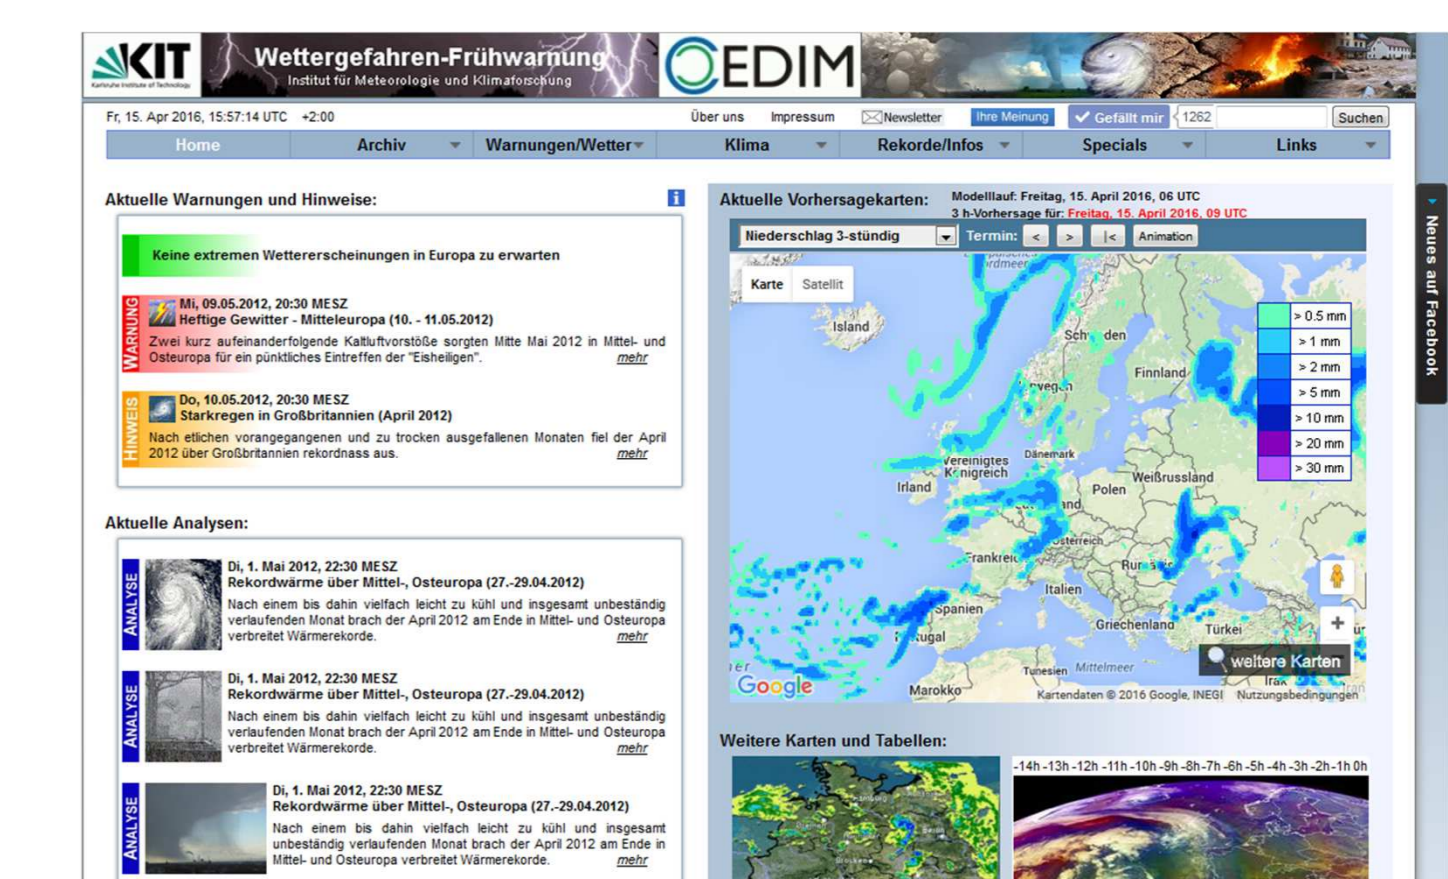 KIT
Karlsruhe Institute of Technology
Wettergefahren-Frühwarnung
Institut für Meteorologie und Klimaforschung
CEDIM
Fr, 15. Apr 2016, 15:57:14 UTC +2:00
Über uns Impressum Newsletter Ihre Meinung Gefällt mir 1262 Suchen
Home Archiv Warnungen/Wetter Klima Rekorde/Infos Specials Links
Aktuelle Warnungen und Hinweise:
i
Keine extremen Wettererscheinungen in Europa zu erwarten
WARNUNG
Mi, 09.05.2012, 20:30 MESZ
Heftige Gewitter - Mitteleuropa (10. - 11.05.2012)
Zwei kurz aufeinanderfolgende Kaltluftvorstöße sorgten Mitte Mai 2012 in Mittel- und
Osteuropa für ein pünktliches Eintreffen der "Eisheiligen". mehr
HINWEIS
Do, 10.05.2012, 20:30 MESZ
Starkregen in Großbritannien (April 2012)
Nach etlichen vorangegangenen und zu trocken ausgefallenen Monaten fiel der April
2012 über Großbritannien rekordnass aus. mehr
Aktuelle Analysen:
ANALYSE
Di, 1. Mai 2012, 22:30 MESZ
Rekordwärme über Mittel-, Osteuropa (27.-29.04.2012)
Nach einem bis dahin vielfach leicht zu kühl und insgesamt unbeständig
verlaufenden Monat brach der April 2012 am Ende in Mittel- und Osteuropa
verbreitet Wärmerekorde. mehr
ANALYSE
Di, 1. Mai 2012, 22:30 MESZ
Rekordwärme über Mittel-, Osteuropa (27.-29.04.2012)
Nach einem bis dahin vielfach leicht zu kühl und insgesamt unbeständig
verlaufenden Monat brach der April 2012 am Ende in Mittel- und Osteuropa
verbreitet Wärmerekorde. mehr
ANALYSE
Di, 1. Mai 2012, 22:30 MESZ
Rekordwärme über Mittel-, Osteuropa (27.-29.04.2012)
Nach einem bis dahin vielfach leicht zu kühl und insgesamt
unbeständig verlaufenden Monat brach der April 2012 am Ende in
Mittel- und Osteuropa verbreitet Wärmerekorde. mehr
Aktuelle Vorhersagekarten:
Modelllauf: Freitag, 15. April 2016, 06 UTC
3 h-Vorhersage für: Freitag, 15. April 2016, 09 UTC
Niederschlag 3-stündig Termin: < > |< Animation
Karte Satellit
Island
Finnland
> 0.5 mm
> 1 mm
> 2 mm
> 5 mm
> 10 mm
> 20 mm
> 30 mm
Vereinigtes
Dänemark
Irland
Polen
Weißrussland
Österreich
Italien
Spanien
Griechenland
Türkei
Tunesien
Mittelmeer
Marokko
Irak
weitere Karten
Google
Kartendaten © 2016 Google, INEGI Nutzungsbedingungen
Neues auf Facebook
Weitere Karten und Tabellen:
-14h -13h -12h -11h -10h -9h -8h -7h -6h -5h -4h -3h -2h -1h 0h